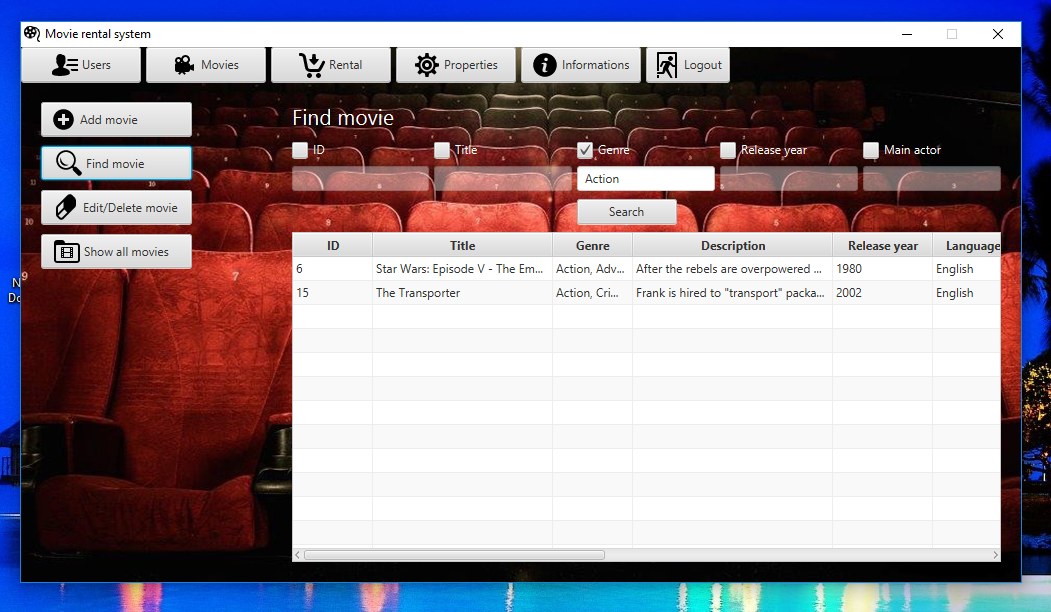 Movie rental system
Users Movies Rental Properties Informations Logout
Add movie
Find movie
Edit/Delete movie
Show all movies
Find movie
ID Title Genre Release year Main actor
Action
Search
ID Title Genre Description Release year Language
6 Star Wars: Episode V - The Em... Action, Adv... After the rebels are overpowered ... 1980 English
15 The Transporter Action, Cri... Frank is hired to "transport" packa... 2002 English
9
7